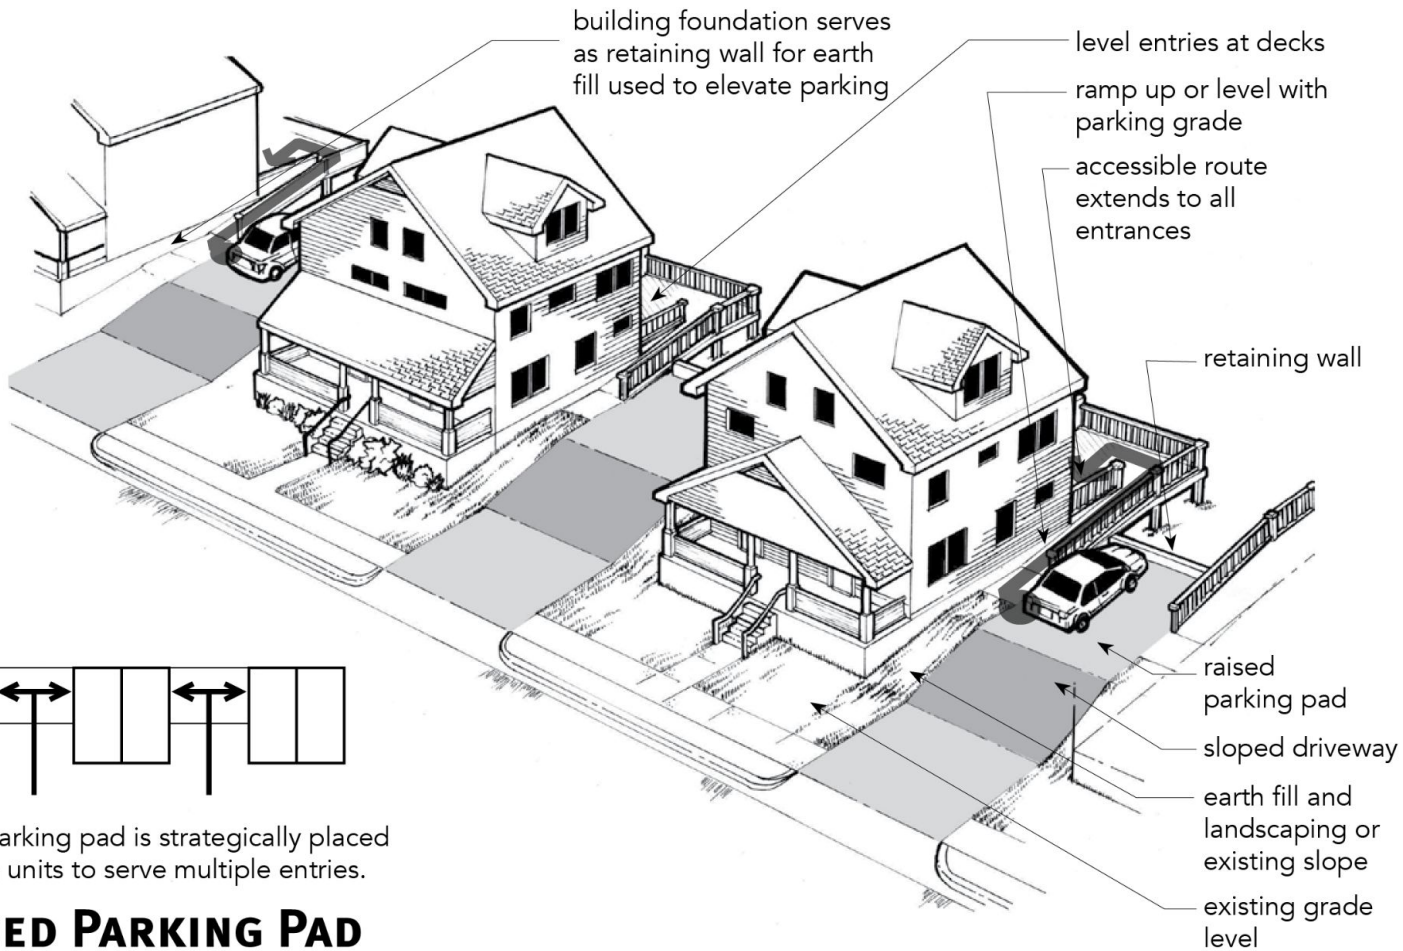 building foundation serves
as retaining wall for earth
fill used to elevate parking
level entries at decks
ramp up or level with
parking grade
accessible route
extends to all
entrances
retaining wall
raised
parking pad
sloped driveway
earth fill and
landscaping or
existing slope
existing grade
level
arking pad is strategically placed
units to serve multiple entries.
ED PARKING PAD